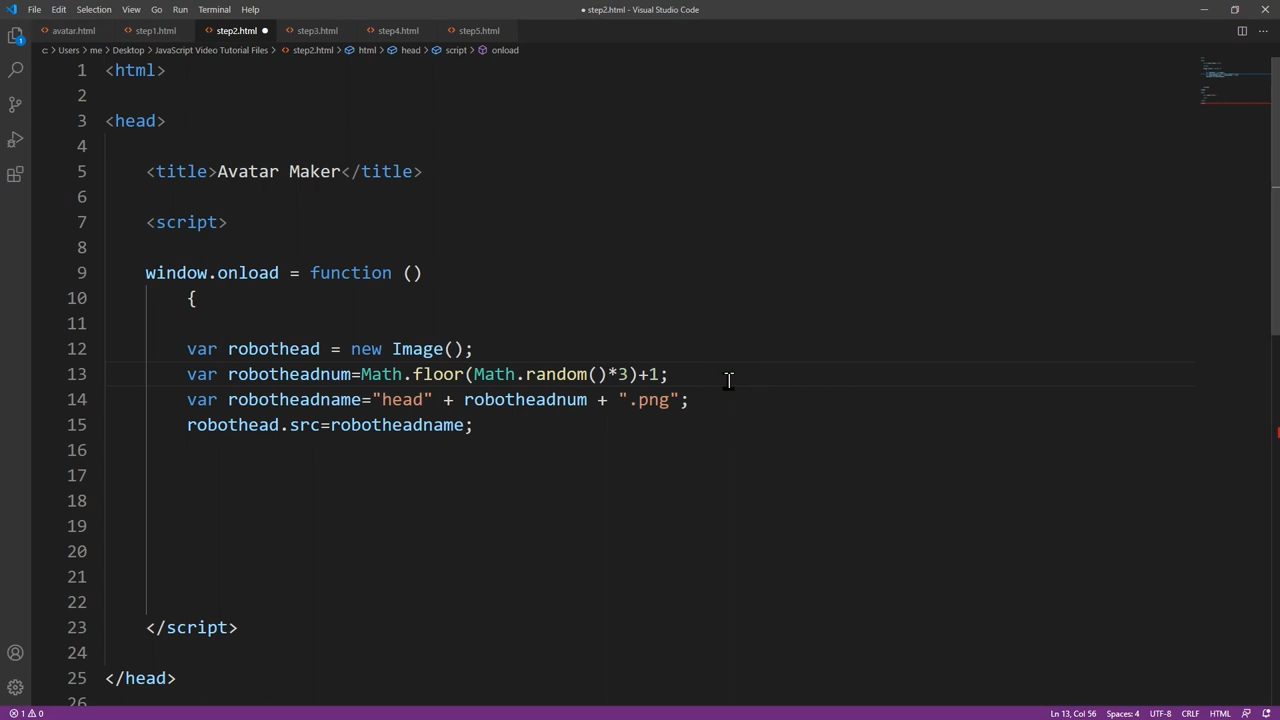 File Edit Selection View Go Run Terminal Help
● step2.html - Visual Studio Code
avatar.html step1.html step2.html ● step3.html step4.html step5.html
c: > Users > me > Desktop > JavaScript Video Tutorial Files > step2.html > html > head > script > onload
1 <html>
2
3 <head>
4
5 <title>Avatar Maker</title>
6
7 <script>
8
9 window.onload = function ()
10 {
11
12 var robothead = new Image();
13 var robotheadnum=Math.floor(Math.random()*3)+1;
14 var robotheadname="head" + robotheadnum + ".png";
15 robothead.src=robotheadname;
16
17
18
19
20
21
22
23 </script>
24
25 </head>
26
1
1 0 Ln 13, Col 56 Spaces: 4 UTF-8 CRLF HTML